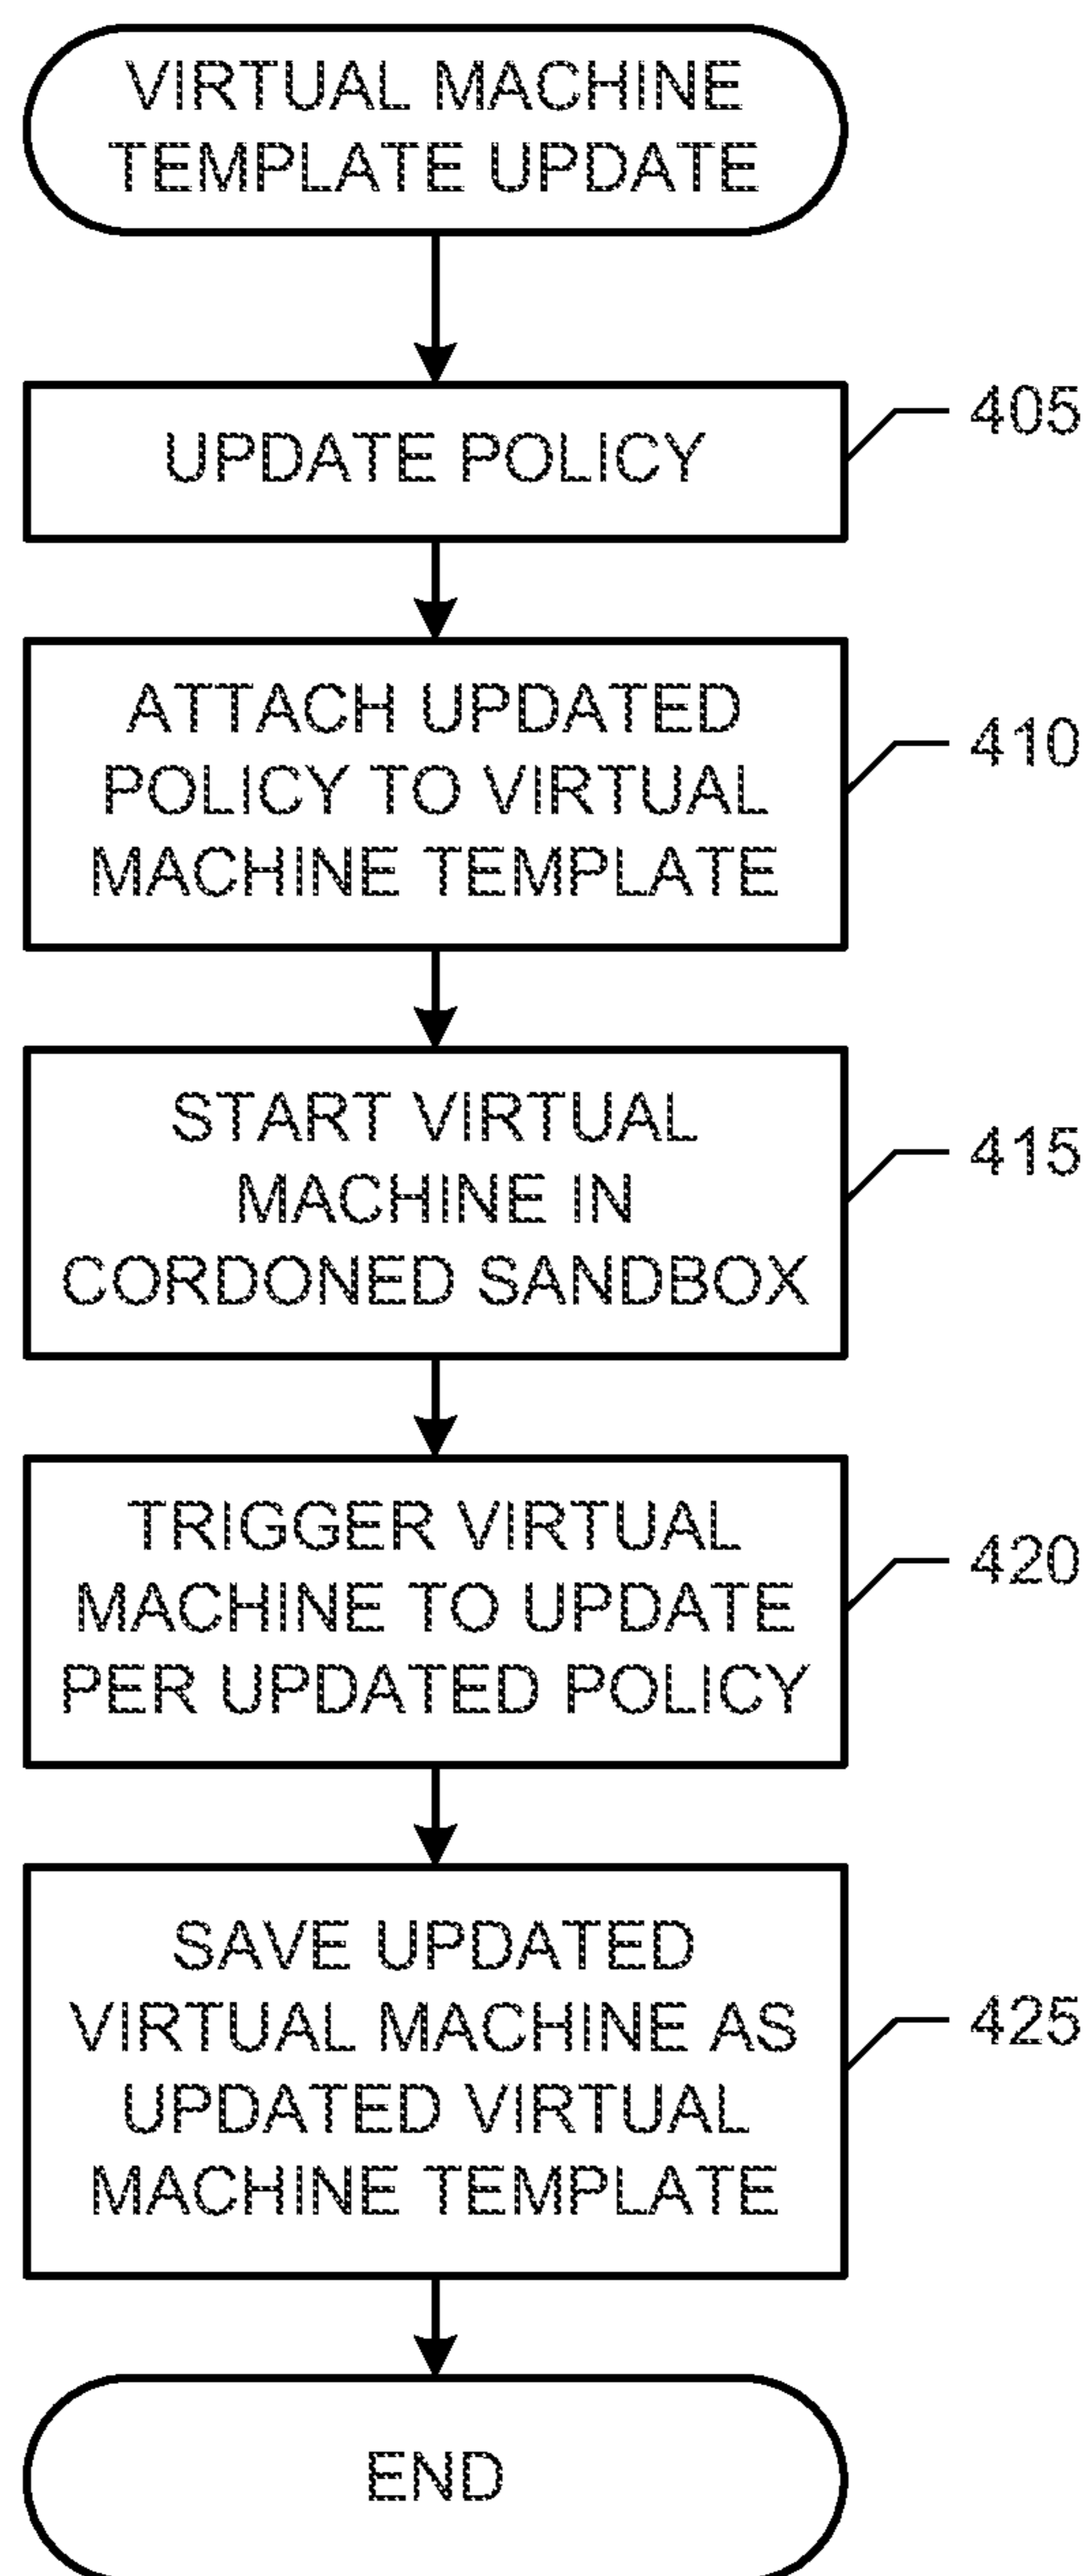 VIRTUAL MACHINE
TEMPLATE UPDATE
UPDATE POLICY
405
ATTACH UPDATED
POLICY TO VIRTUAL
MACHINE TEMPLATE
410
START VIRTUAL
MACHINE IN
CORDONED SANDBOX
415
TRIGGER VIRTUAL
MACHINE TO UPDATE
PER UPDATED POLICY
420
SAVE UPDATED
VIRTUAL MACHINE AS
UPDATED VIRTUAL
MACHINE TEMPLATE
425
END